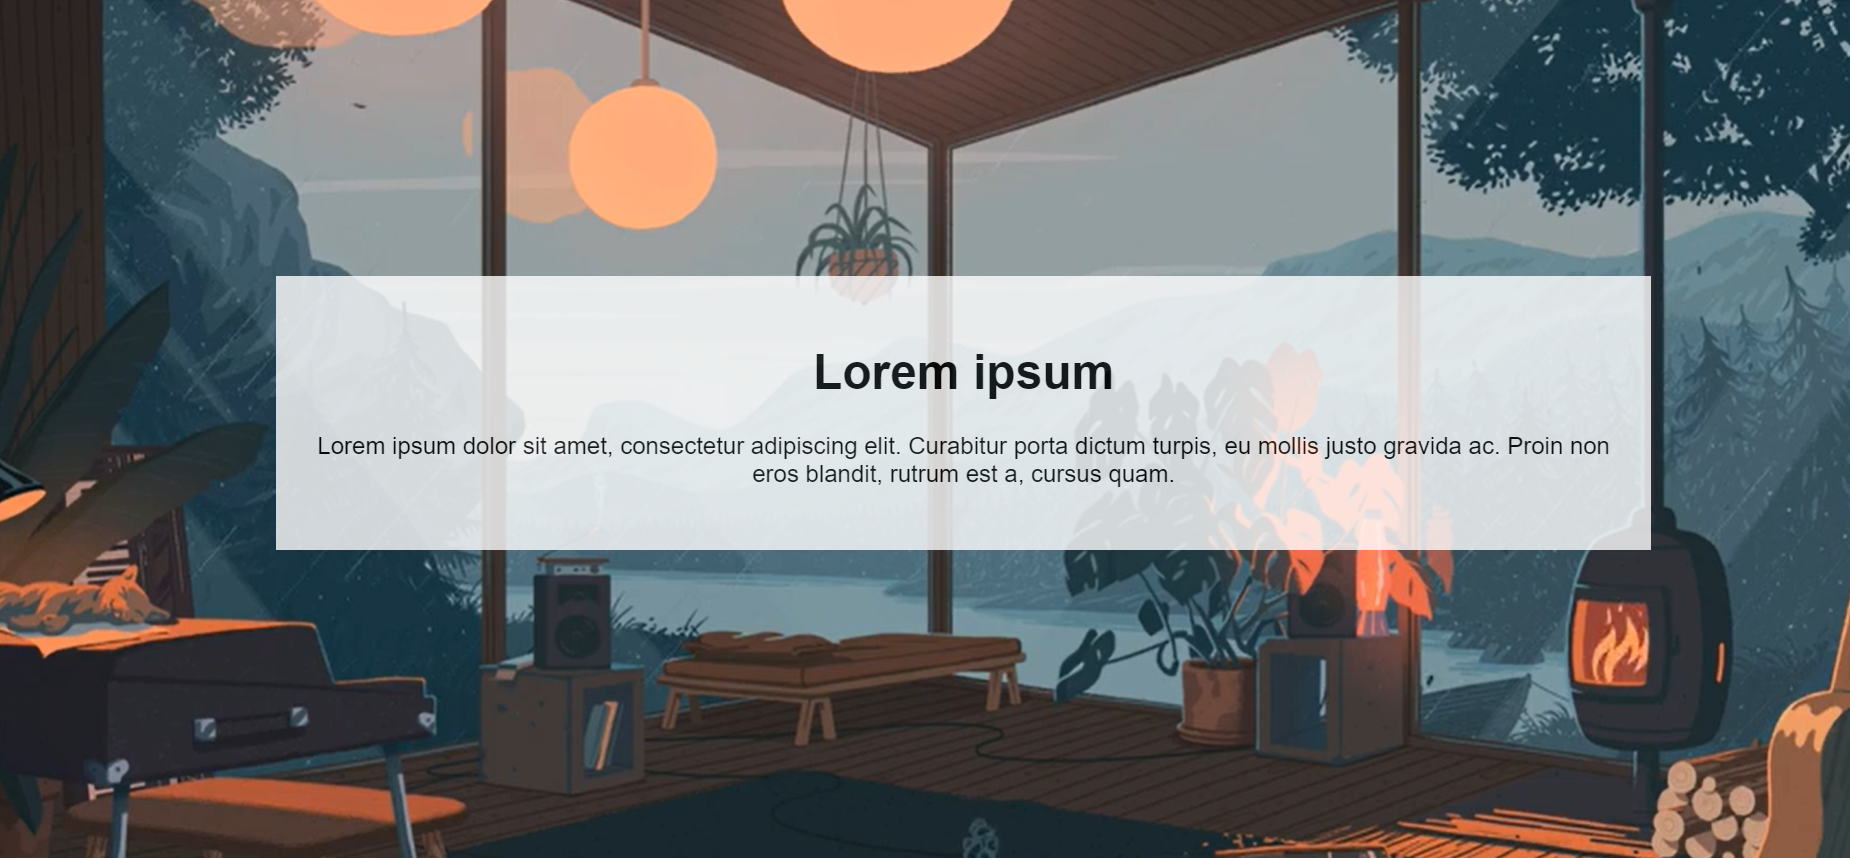 Lorem ipsum
Lorem ipsum dolor sit amet, consectetur adipiscing elit. Curabitur porta dictum turpis, eu mollis justo gravida ac. Proin non
eros blandit, rutrum est a, cursus quam.